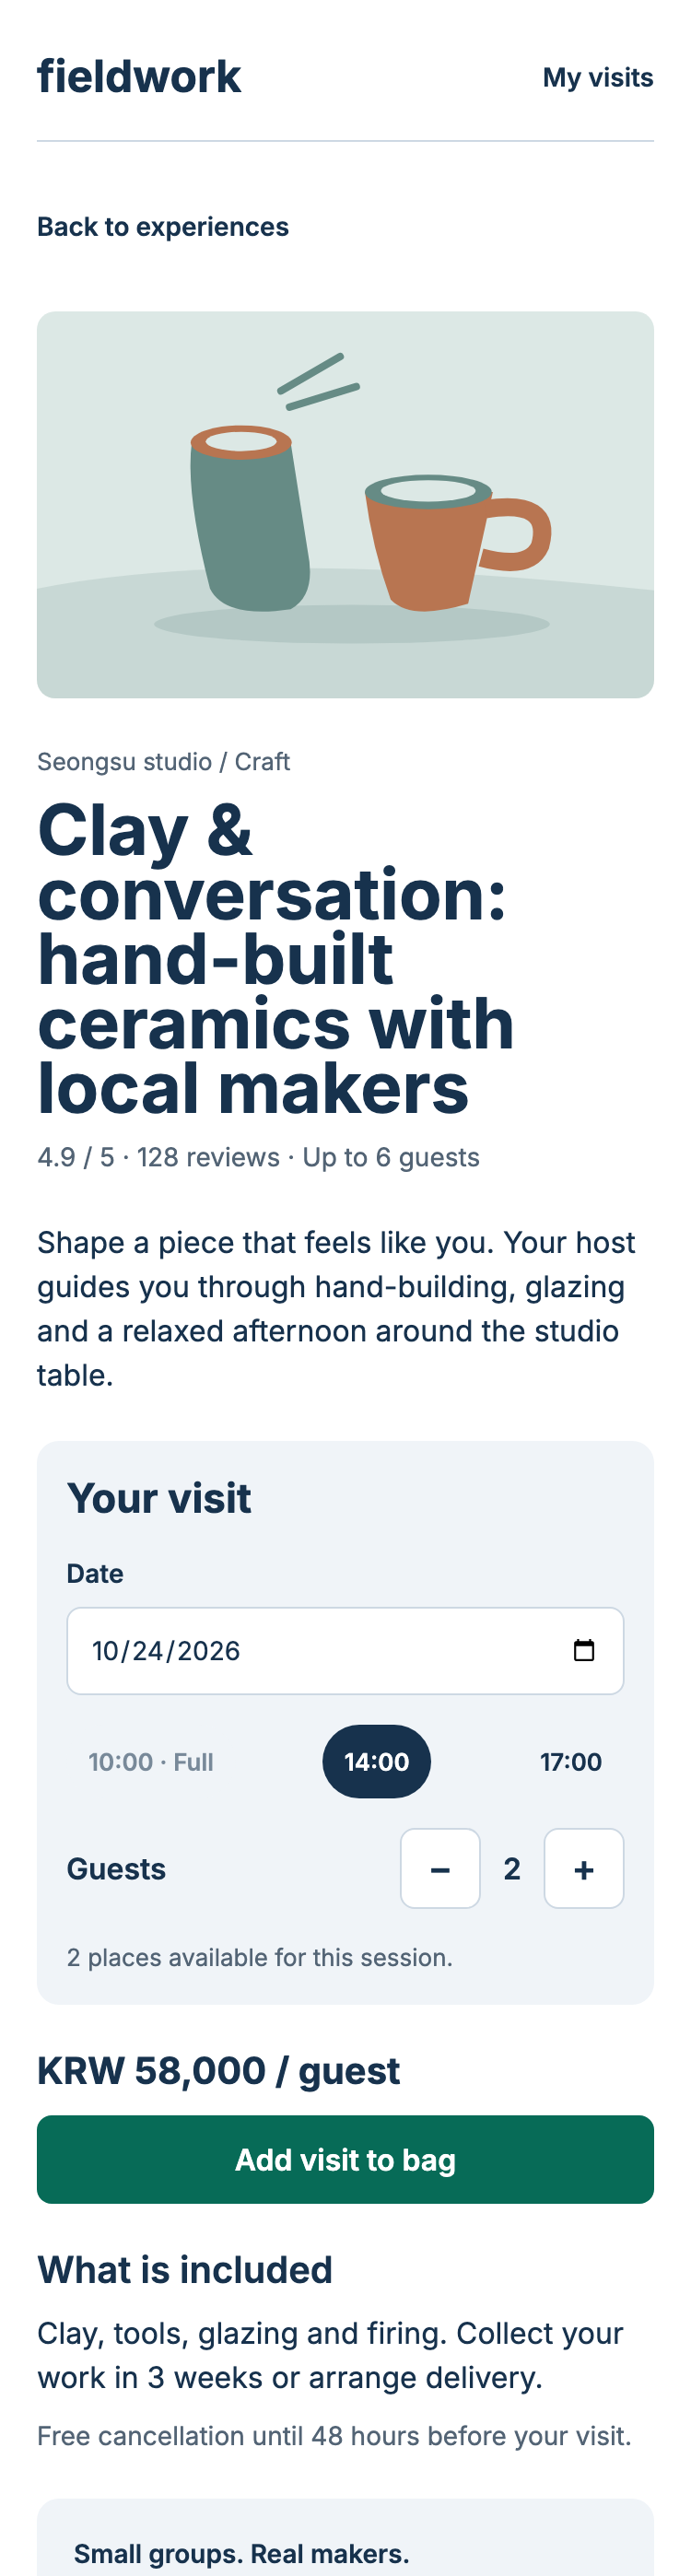 fieldwork
My visits
Back to experiences
Seongsu studio / Craft
Clay &
conversation:
hand-built
ceramics with
local makers
4.9 / 5 · 128 reviews · Up to 6 guests
Shape a piece that feels like you. Your host
guides you through hand-building, glazing
and a relaxed afternoon around the studio
table.
Your visit
Date
10/24/2026
10:00 · Full
14:00
17:00
Guests
−
2
+
2 places available for this session.
KRW 58,000 / guest
Add visit to bag
What is included
Clay, tools, glazing and firing. Collect your
work in 3 weeks or arrange delivery.
Free cancellation until 48 hours before your visit.
Small groups. Real makers.